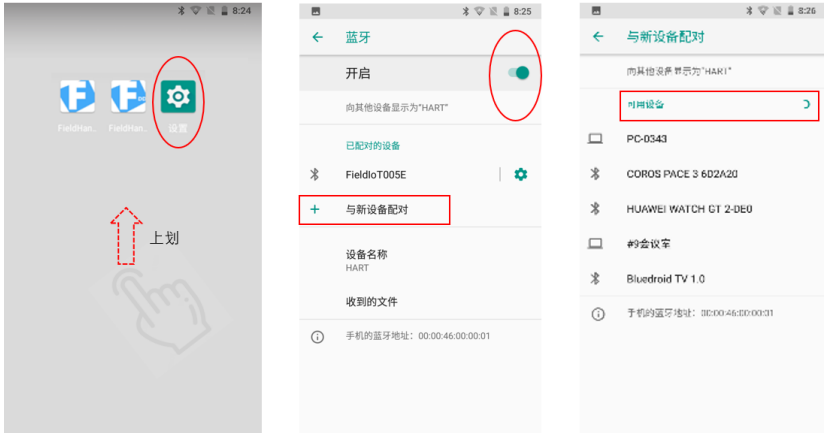 8:24
FieldHan..
FieldHan..
设置
上划
8:25
蓝牙
开启
向其他设备显示为"HART"
已配对的设备
FieldIoT005E
与新设备配对
设备名称
HART
收到的文件
手机的蓝牙地址：00:00:46:00:00:01
8:26
与新设备配对
向其他设备显示为"HART"
可用设备
PC-0343
COROS PACE 3 6D2A20
HUAWEI WATCH GT 2-DE0
#9会议室
Bluedroid TV 1.0
手机的蓝牙地址：00:00:46:00:00:01